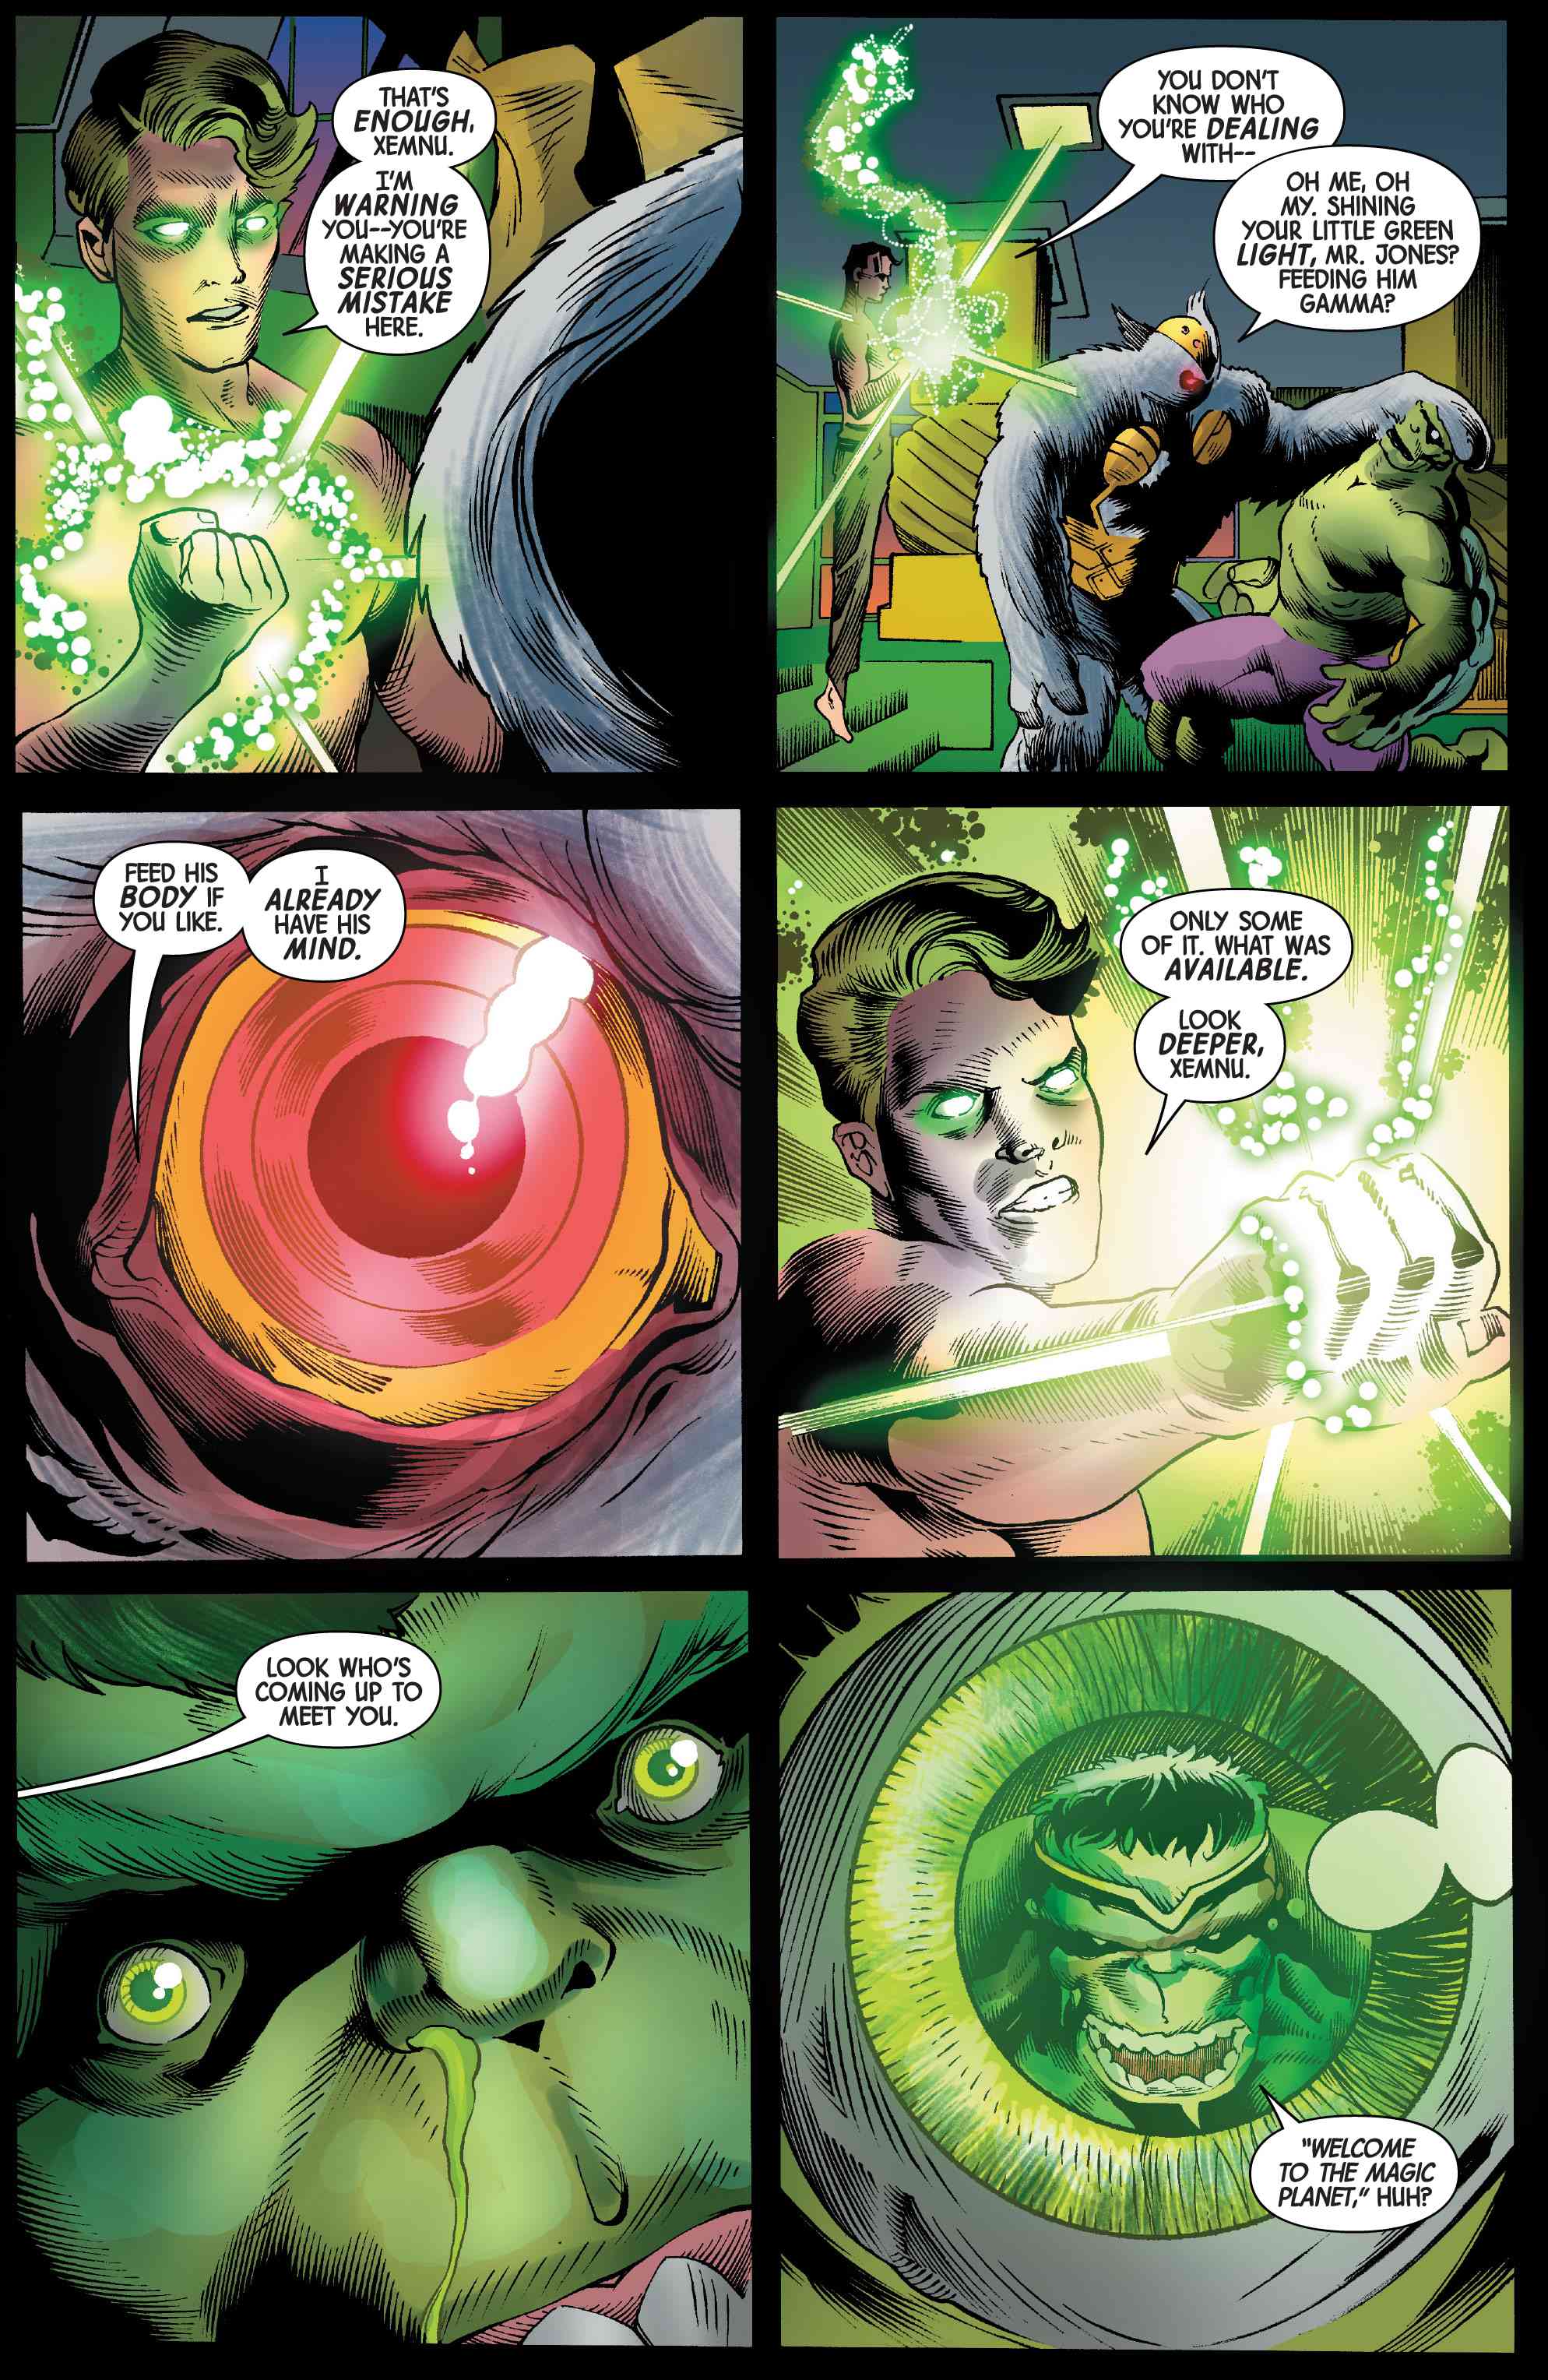 THAT'S
ENOUGH,
XEMNU.
I'M
WARNING
YOU--YOU'RE
MAKING A
SERIOUS
MISTAKE
HERE.
YOU DON'T
KNOW WHO
YOU'RE DEALING
WITH--
OH ME, OH
MY. SHINING
YOUR LITTLE GREEN
LIGHT, MR. JONES?
FEEDING HIM
GAMMA?
FEED HIS
BODY IF
YOU LIKE.
I
ALREADY
HAVE HIS
MIND.
ONLY SOME
OF IT. WHAT WAS
AVAILABLE.
LOOK
DEEPER,
XEMNU.
LOOK WHO'S
COMING UP TO
MEET YOU.
"WELCOME
TO THE MAGIC
PLANET," HUH?